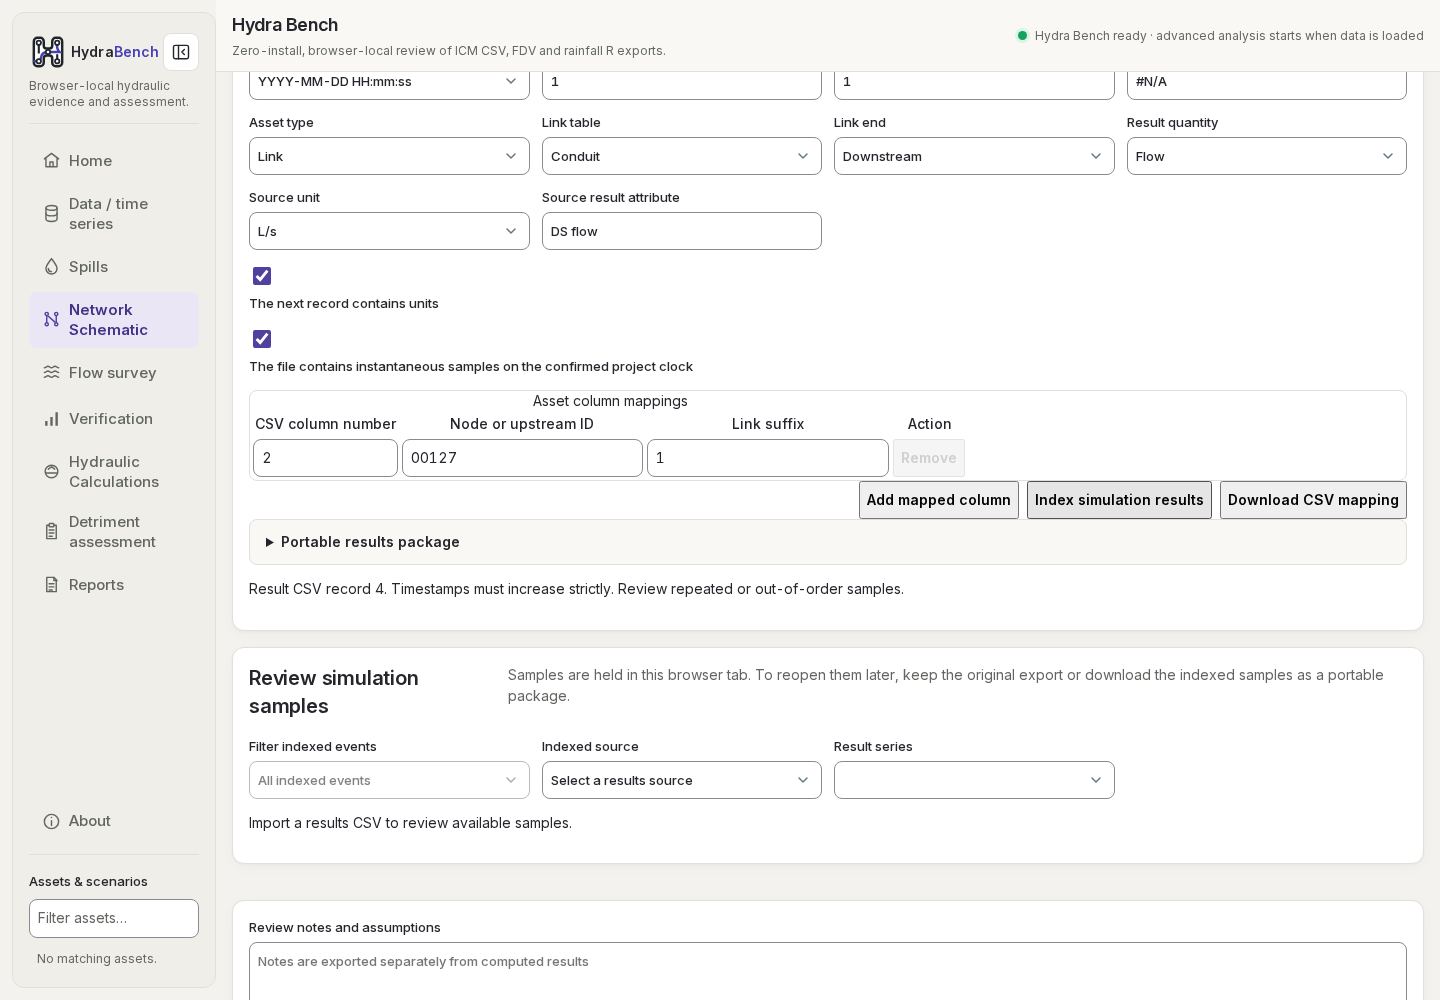 HydraBench
Browser-local hydraulic
evidence and assessment.
Home
Data / time
series
Spills
Network
Schematic
Flow survey
Verification
Hydraulic
Calculations
Detriment
assessment
Reports
About
Assets & scenarios
Filter assets…
No matching assets.
Hydra Bench
Zero-install, browser-local review of ICM CSV, FDV and rainfall R exports.
Hydra Bench ready · advanced analysis starts when data is loaded
YYYY-MM-DD HH:mm:ss
1
1
#N/A
Asset type
Link table
Link end
Result quantity
Link
Conduit
Downstream
Flow
Source unit
Source result attribute
L/s
DS flow
The next record contains units
The file contains instantaneous samples on the confirmed project clock
Asset column mappings
CSV column number
Node or upstream ID
Link suffix
Action
2
00127
1
Remove
Add mapped column
Index simulation results
Download CSV mapping
Portable results package
Result CSV record 4. Timestamps must increase strictly. Review repeated or out-of-order samples.
Review simulation
samples
Samples are held in this browser tab. To reopen them later, keep the original export or download the indexed samples as a portable
package.
Filter indexed events
Indexed source
Result series
All indexed events
Select a results source
Import a results CSV to review available samples.
Review notes and assumptions
Notes are exported separately from computed results